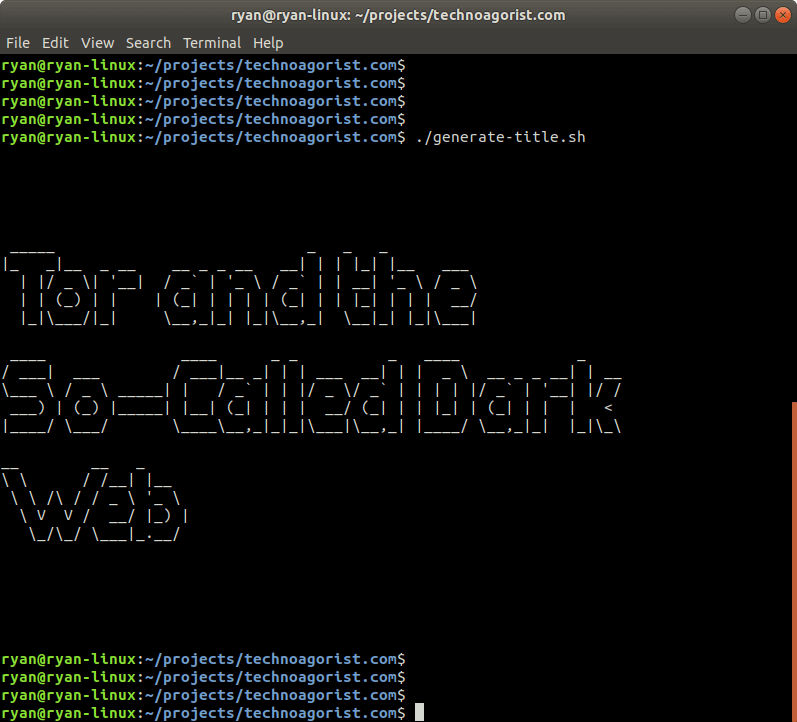 ryan@ryan-linux: ~/projects/technoagorist.com
File Edit View Search Terminal Help
ryan@ryan-linux:~/projects/technoagorist.com$
ryan@ryan-linux:~/projects/technoagorist.com$
ryan@ryan-linux:~/projects/technoagorist.com$
ryan@ryan-linux:~/projects/technoagorist.com$
ryan@ryan-linux:~/projects/technoagorist.com$ ./generate-title.sh
Tor and the
So-Called Dark
Web
ryan@ryan-linux:~/projects/technoagorist.com$
ryan@ryan-linux:~/projects/technoagorist.com$
ryan@ryan-linux:~/projects/technoagorist.com$
ryan@ryan-linux:~/projects/technoagorist.com$